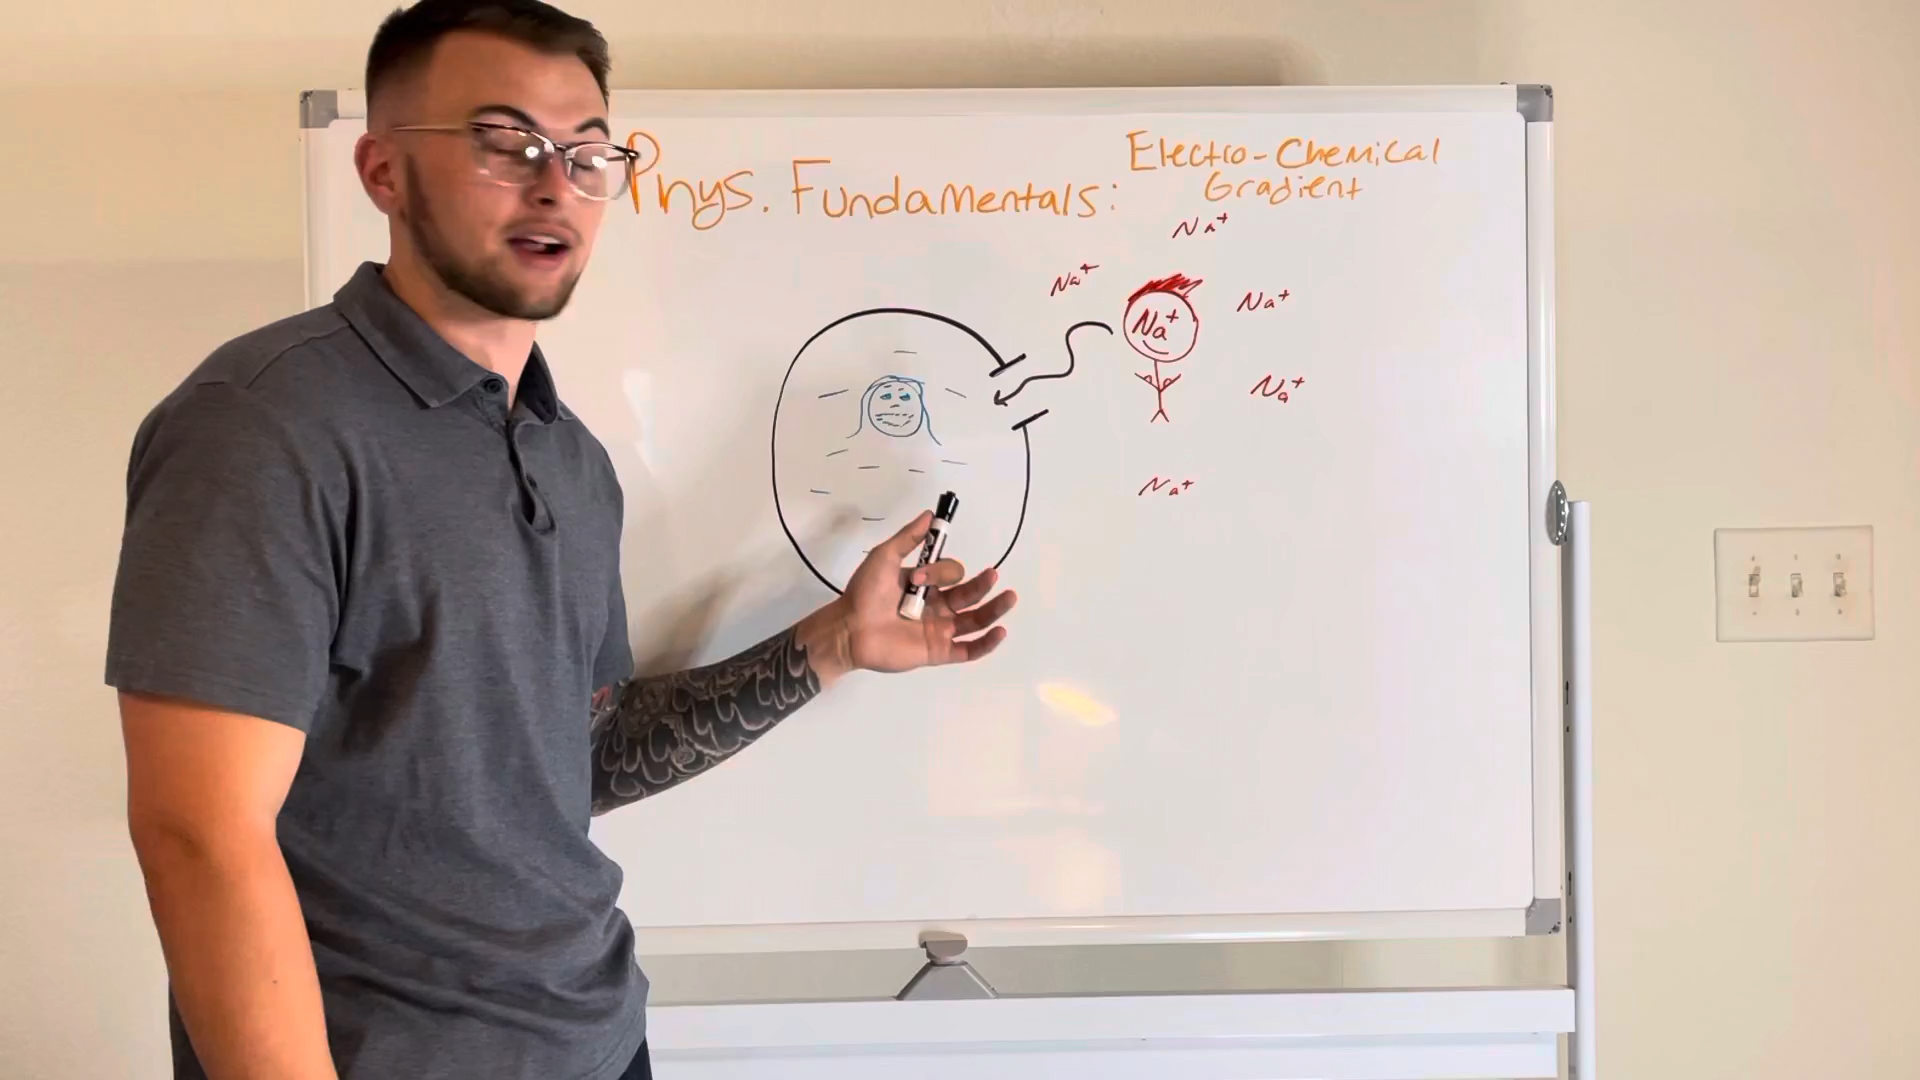 Phys. Fundamentals:
Electro-Chemical
Gradient
Na+
Na+
Na+
Na+
Na+
Na+